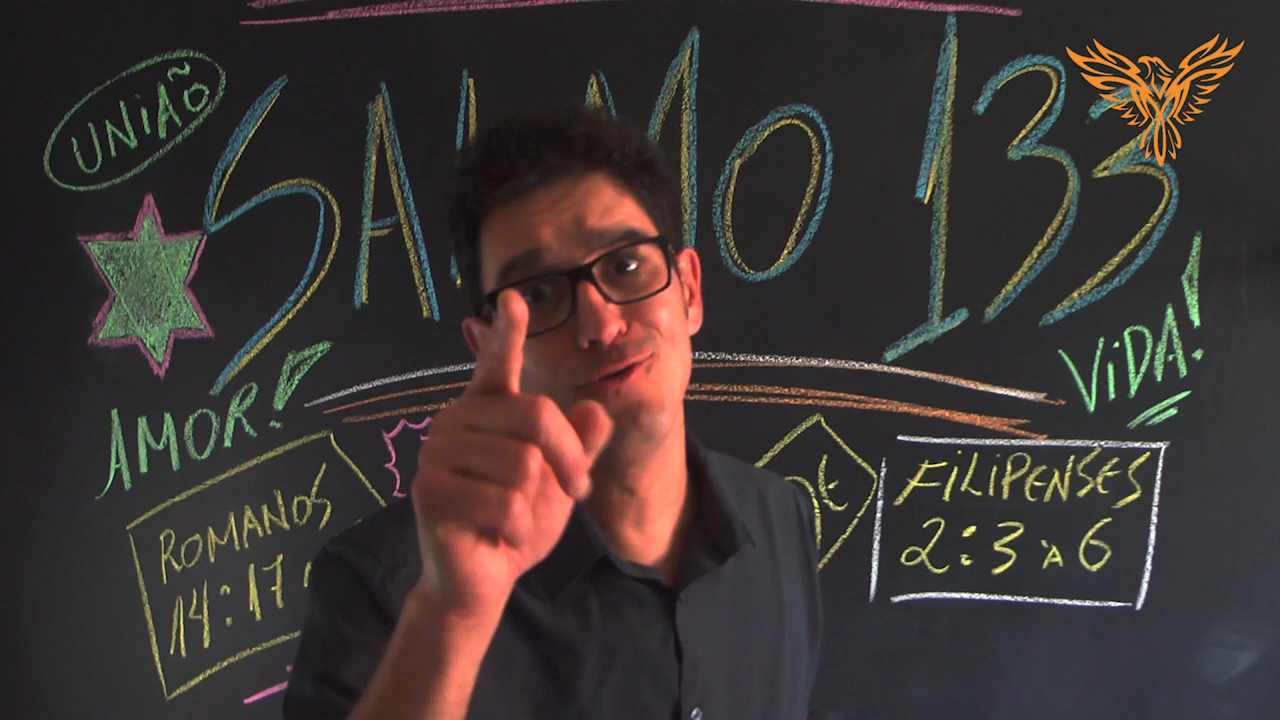 UNIÃO
SALMO 133
AMOR!
VIDA!
ROMANOS
14:17
FILIPENSES
2:3 a 6